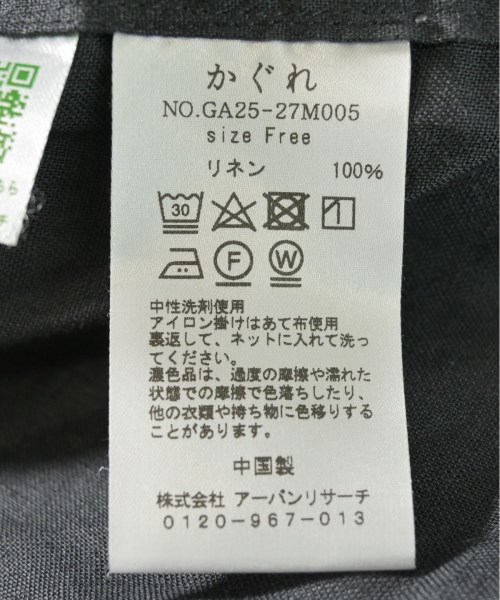 かぐれ
NO.GA25-27M005
size Free
リネン 100%
30
F W
中性洗剤使用
アイロン掛けはあて布使用
裏返して、ネットに入れて洗っ
てください。
濃色品は、過度の摩擦や濡れた
状態での摩擦で色落ちしたり、
他の衣類や持ち物に色移りする
ことがあります。
中国製
株式会社 アーバンリサーチ
0120-967-013